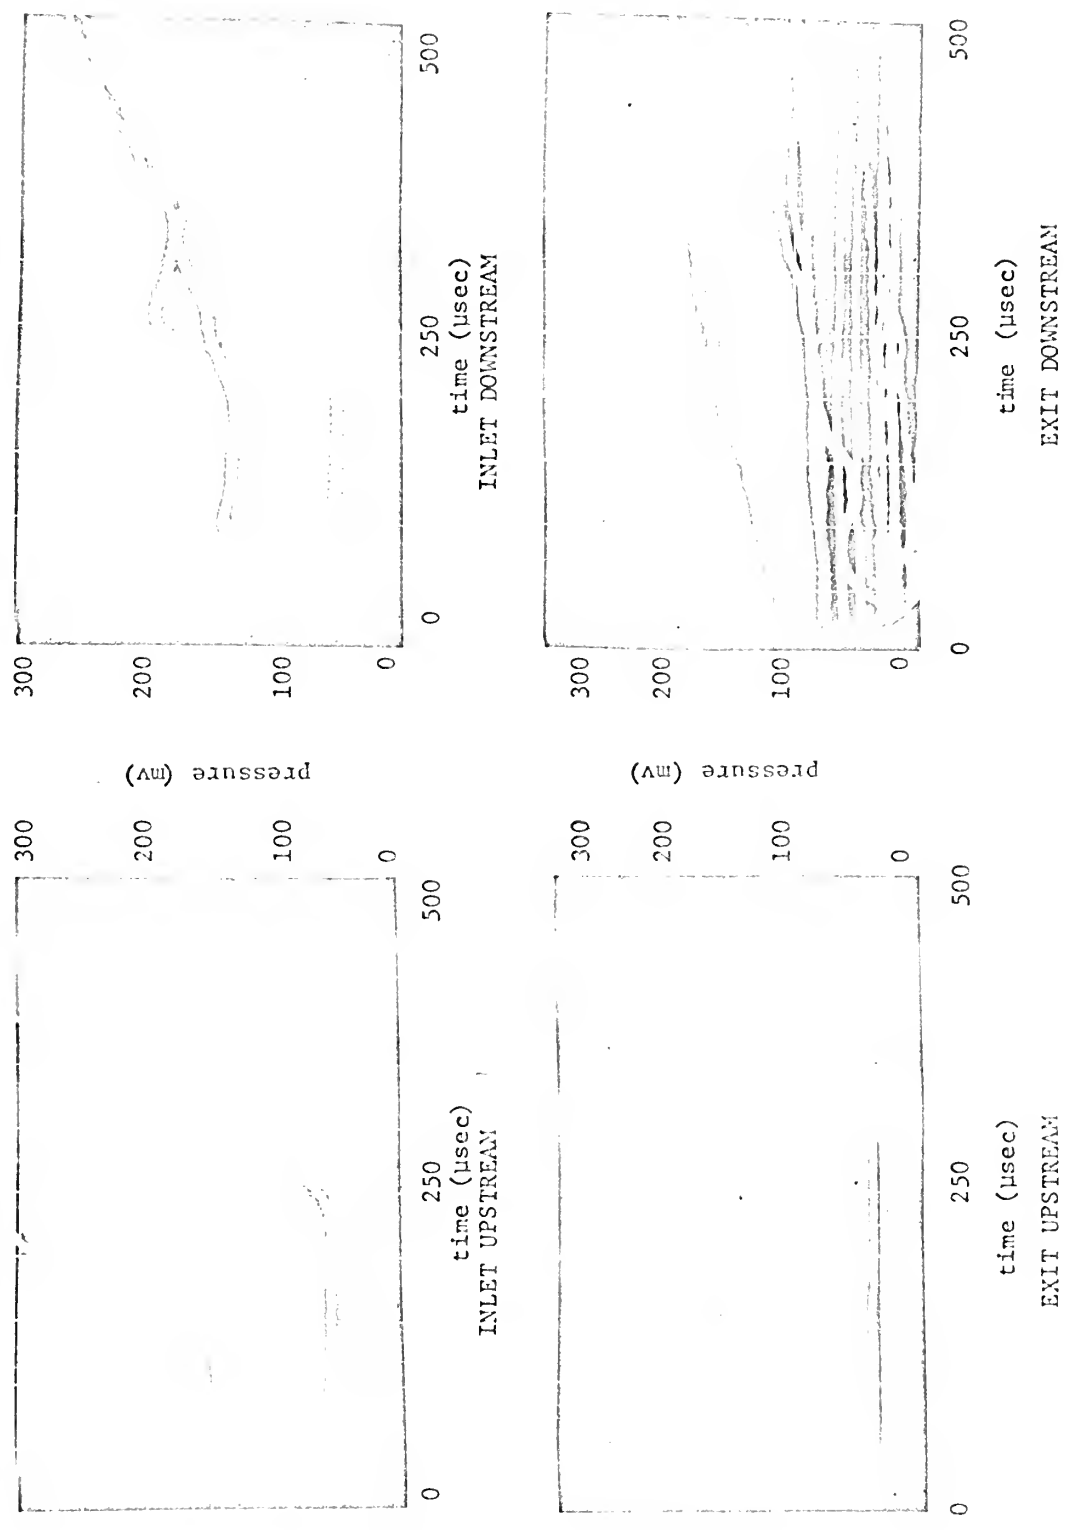 300
200
100
0
pressure (mv)
300
200
100
0
0
250
500
time (µsec)
INLET UPSTREAM
0
250
500
time (µsec)
INLET DOWNSTREAM
300
200
100
0
pressure (mv)
300
200
100
0
0
250
500
time (µsec)
EXIT UPSTREAM
0
250
500
time (µsec)
EXIT DOWNSTREAM